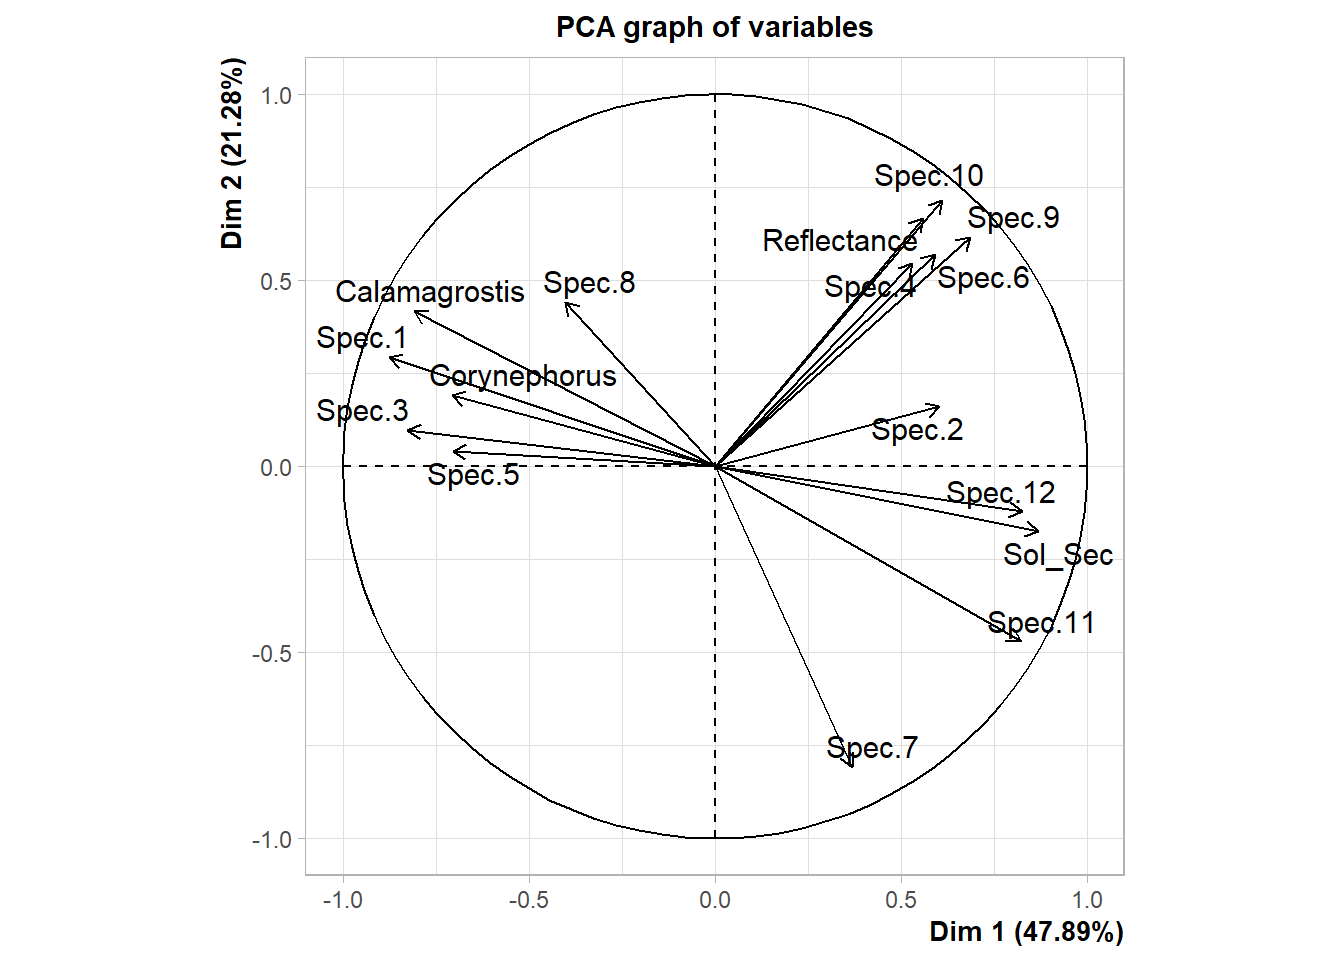 PCA graph of variables
Dim 2 (21.28%)
1.0
0.5
0.0
-0.5
-1.0
Spec.10
Spec.9
Reflectance
Spec.4
Spec.6
Spec.8
Calamagrostis
Spec.1
Corynephorus
Spec.3
Spec.2
Spec.5
Spec.12
Sol_Sec
Spec.11
Spec.7
-1.0
-0.5
0.0
0.5
1.0
Dim 1 (47.89%)